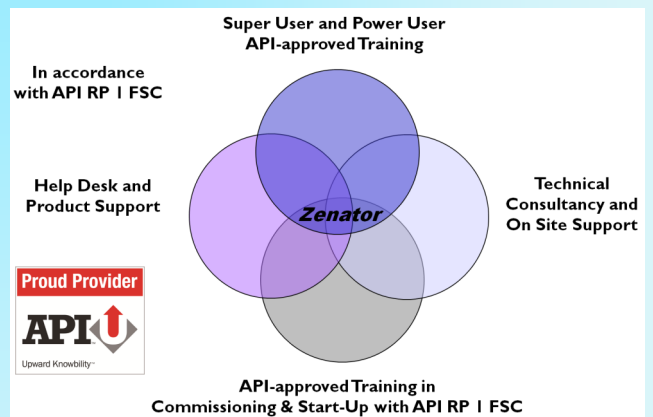 Super User and Power User
API-approved Training
In accordance
with API RP 1 FSC
Help Desk and
Product Support
Zenator
Technical
Consultancy and
On Site Support
Proud Provider
API U
Upward Knowbility™
API-approved Training in
Commissioning & Start-Up with API RP 1 FSC